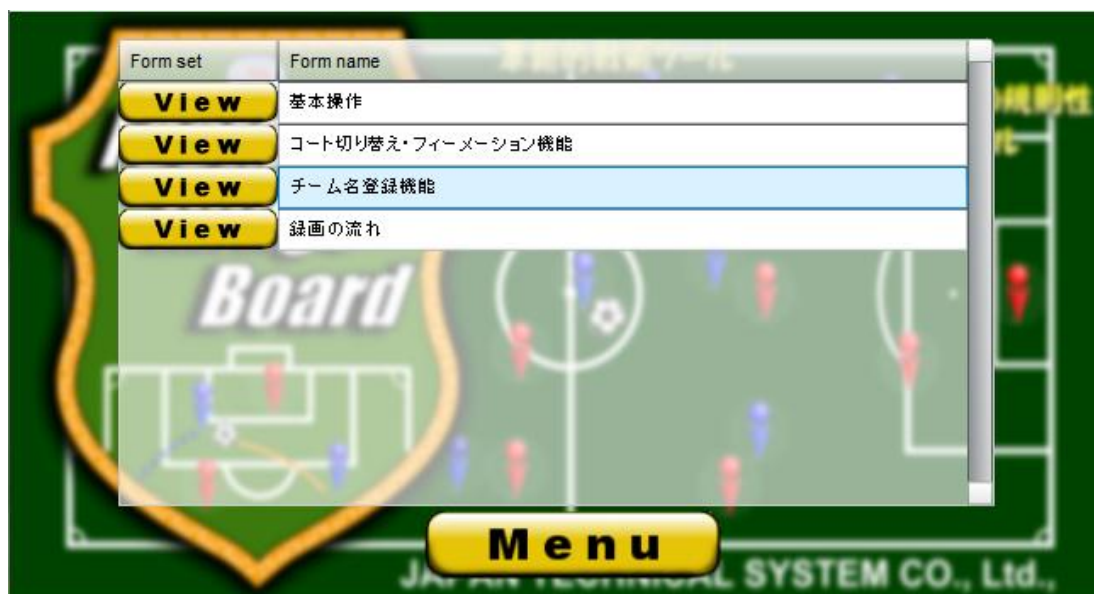 Form set Form name
View 基本操作
View コート切り替え・フィーメーション機能
View チーム名登録機能
View 録画の流れ
Board
Menu
JAPAN TECHNICAL SYSTEM CO., Ltd.,